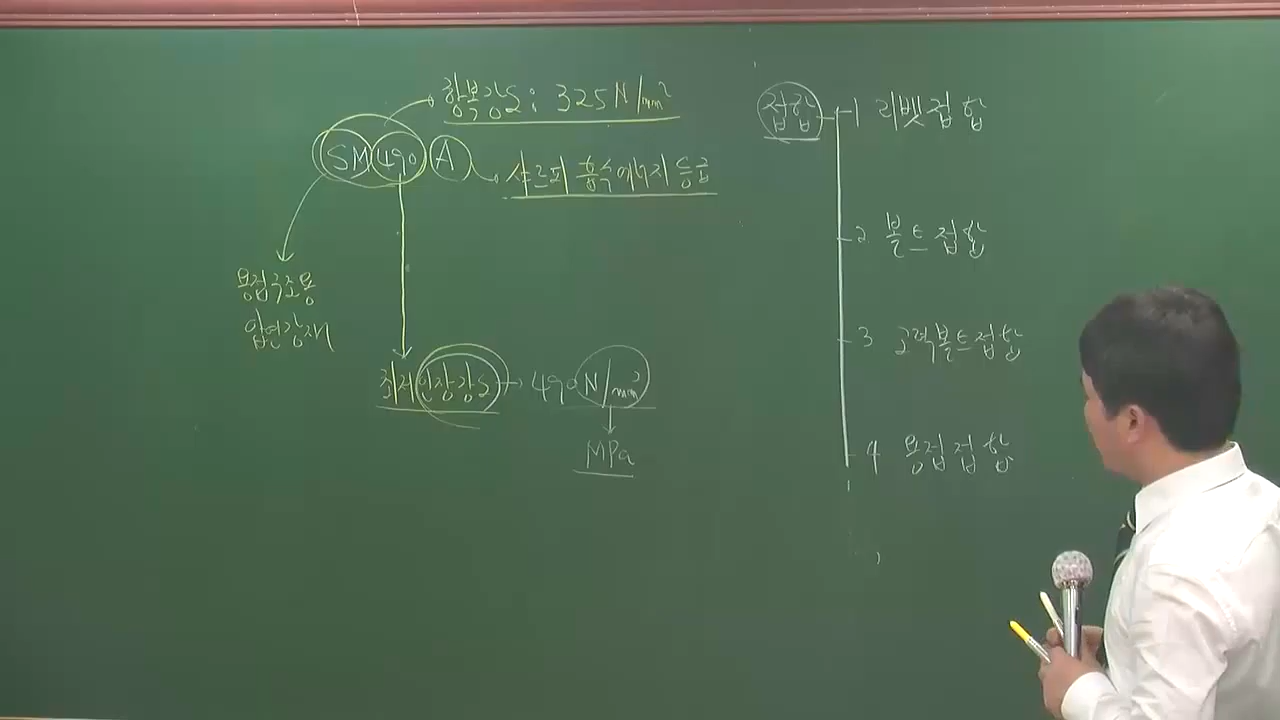 항복강도: 325N/mm²
SM 490 A
샤르피 흡수에너지 등급
용접구조용
압연강재
최저인장강도 → 490N/mm²
MPa
접합
1 리벳접합
2 볼트접합
3 고력볼트접합
4 용접접합